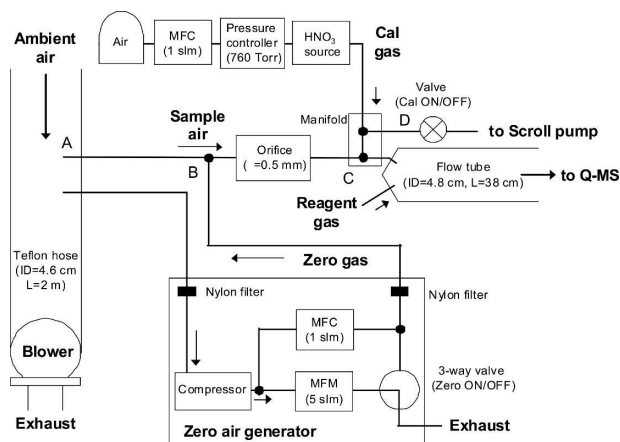 Ambient
air
Air
MFC
(1 slm)
Pressure
controller
(760 Torr)
HNO3
source
Cal
gas
Valve
(Cal ON/OFF)
Manifold
D
to Scroll pump
A
Sample
air
B
Orifice
( =0.5 mm)
C
Flow tube
(ID=4.8 cm, L=38 cm)
to Q-MS
Reagent
gas
Zero gas
Teflon hose
(ID=4.6 cm
L=2 m)
Nylon filter
Nylon filter
MFC
(1 slm)
Blower
Compressor
MFM
(5 slm)
3-way valve
(Zero ON/OFF)
Exhaust
Zero air generator
Exhaust